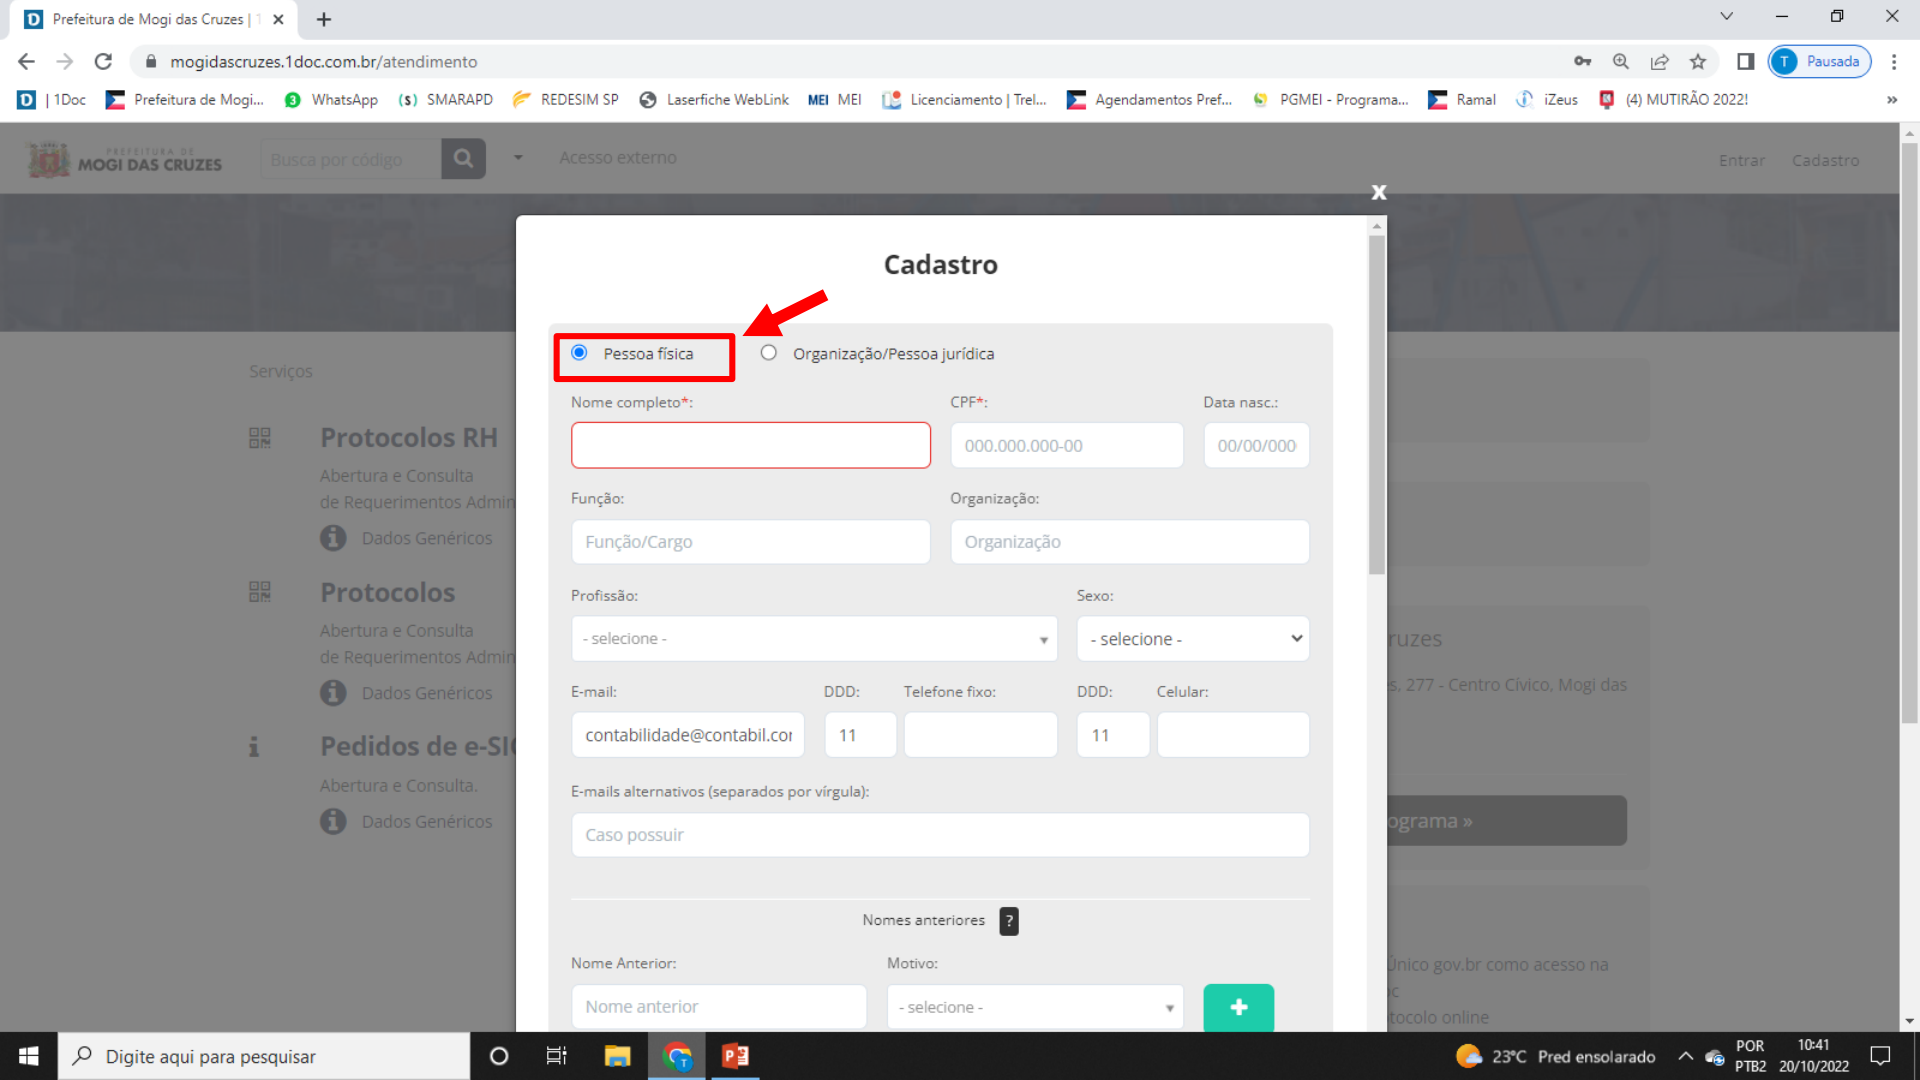 Prefeitura de Mogi das Cruzes |
mogidascruzes.1doc.com.br/atendimento
T Pausada
| 1Doc Prefeitura de Mogi... WhatsApp SMARAPD REDESIM SP Laserfiche WebLink MEI MEI Licenciamento | Trel... Agendamentos Pref... PGMEI - Programa... Ramal iZeus (4) MUTIRÃO 2022!
PREFEITURA DE
MOGI DAS CRUZES
Busca por código
Acesso externo
Entrar Cadastro
x
Cadastro
Pessoa física Organização/Pessoa jurídica
Nome completo*: CPF*: Data nasc.:
000.000.000-00 00/00/000
Função: Organização:
Função/Cargo Organização
Profissão: Sexo:
- selecione - - selecione -
E-mail: DDD: Telefone fixo: DDD: Celular:
contabilidade@contabil.cor 11 11
E-mails alternativos (separados por vírgula):
Caso possuir
Nomes anteriores ?
Nome Anterior: Motivo:
Nome anterior - selecione - +
Serviços
Protocolos RH
Abertura e Consulta
de Requerimentos Admin
Dados Genéricos
Protocolos
Abertura e Consulta
de Requerimentos Admin
Dados Genéricos
Pedidos de e-SI
Abertura e Consulta.
Dados Genéricos
ruzes
s, 277 - Centro Cívico, Mogi das
ograma »
Único gov.br como acesso na
oc
tocolo online
Digite aqui para pesquisar
23°C Pred ensolarado
POR
PTB2
10:41
20/10/2022